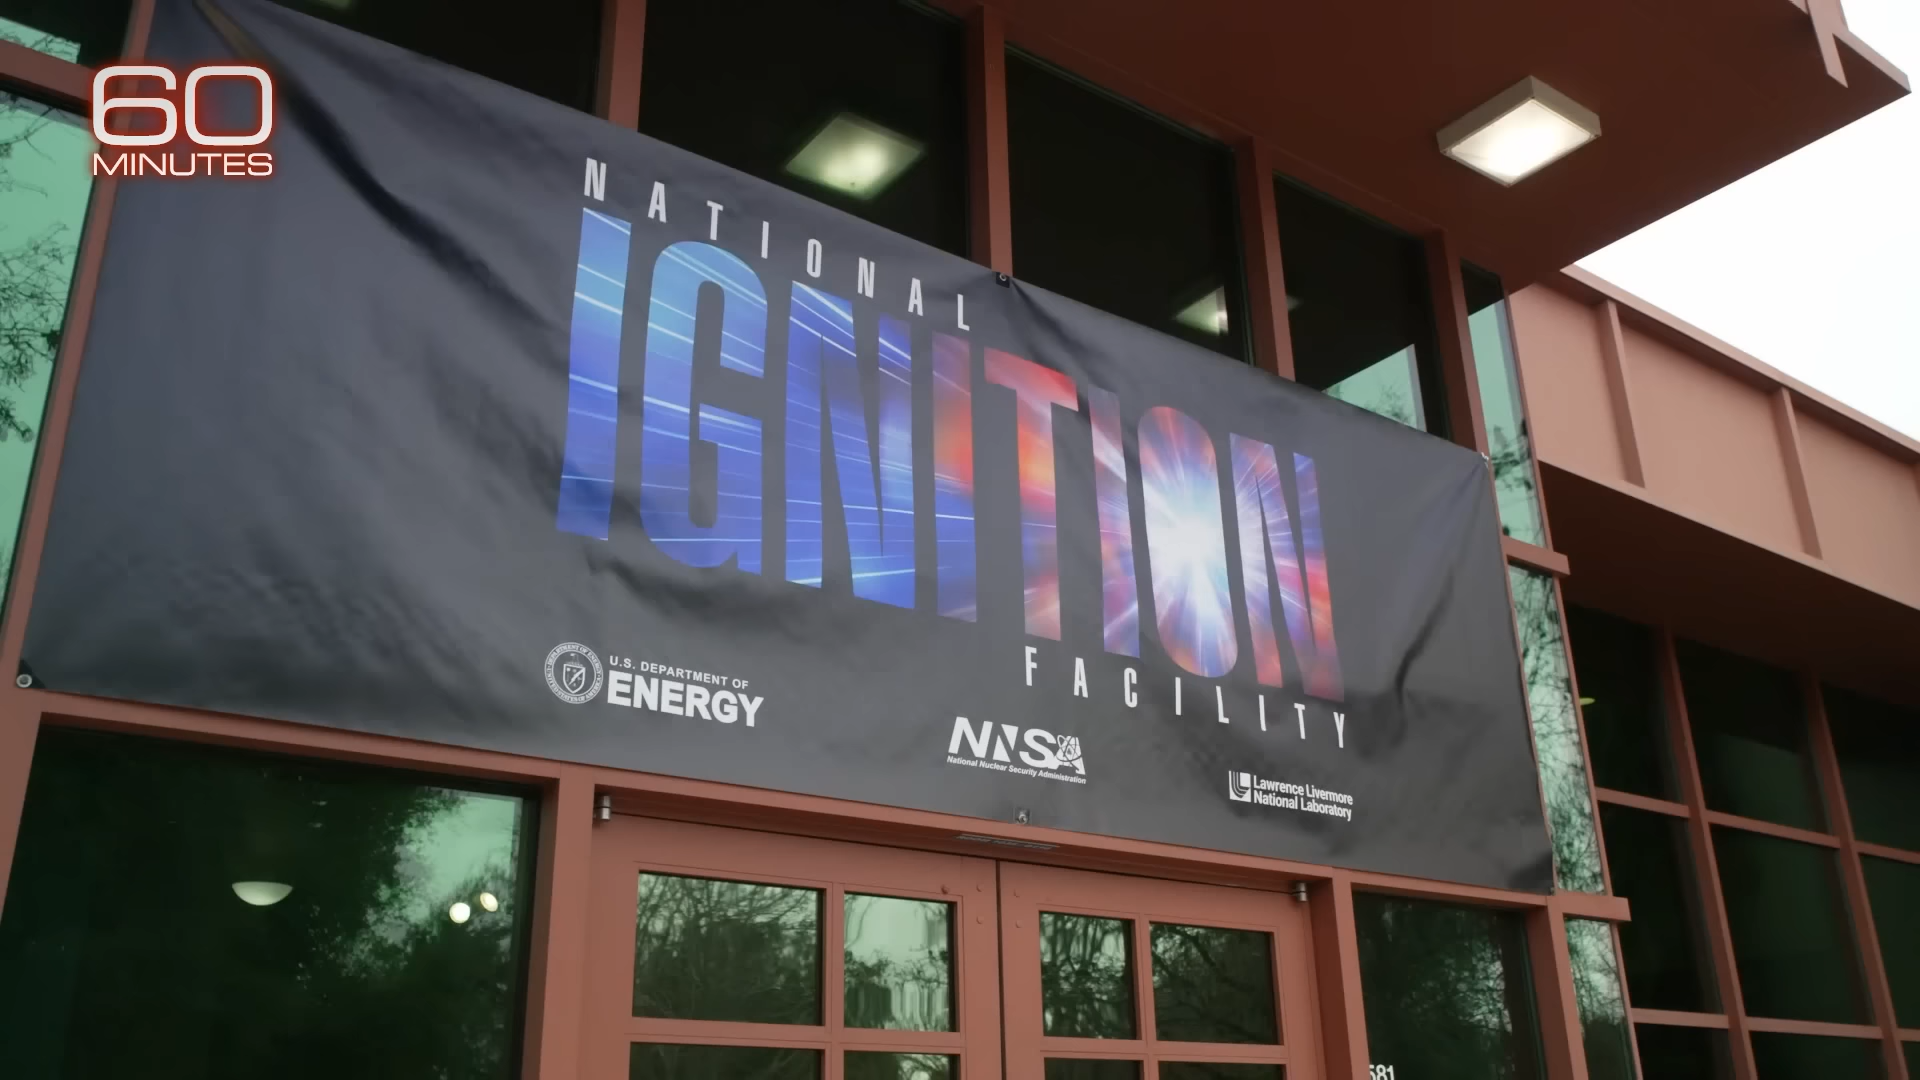 60
MINUTES
NATIONAL
IGNITION
FACILITY
U.S. DEPARTMENT OF
ENERGY
NNSA
National Nuclear Security Administration
Lawrence Livermore
National Laboratory
581